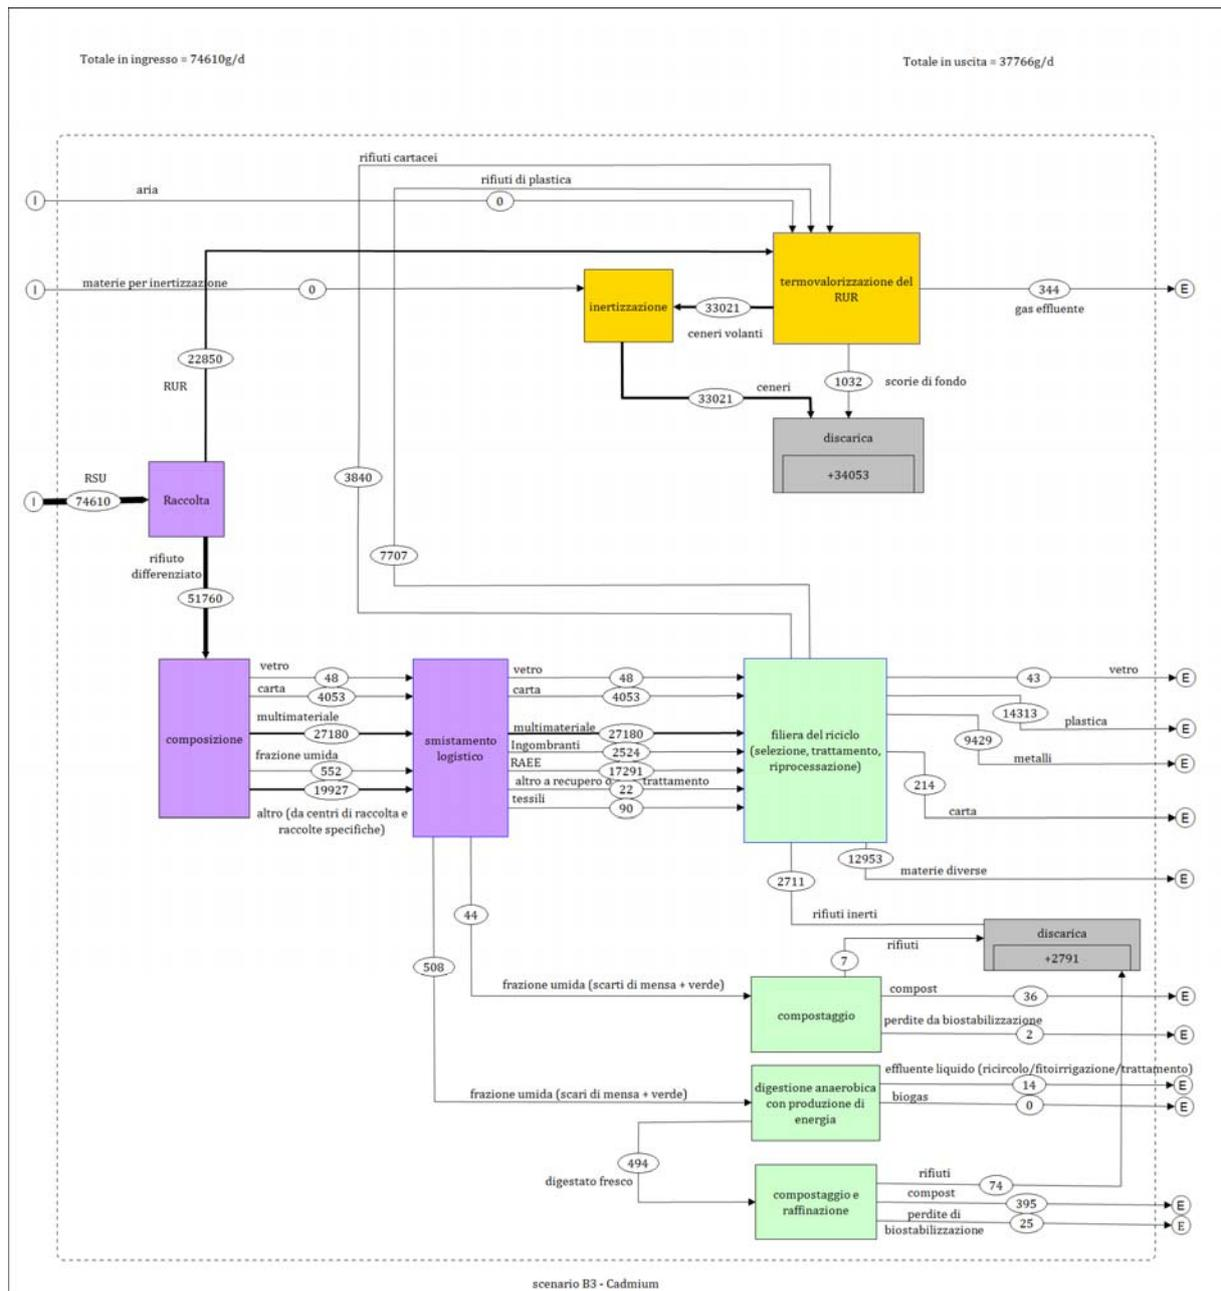 Totale in ingresso = 74610g/d
Totale in uscita = 37766g/d
rifiuti cartacei
rifiuti di plastica
aria
I
0
termovalorizzazione del
RUR
materie per inertizzazione
I
0
inertizzazione
33021
ceneri volanti
344
gas effluente
E
22850
RUR
1032
scorie di fondo
ceneri
33021
discarica
+34053
3840
RSU
I
74610
Raccolta
7707
rifiuto
differenziato
51760
composizione
vetro
48
carta
4053
multimateriale
27180
frazione umida
552
19927
altro (da centri di raccolta e
raccolte specifiche)
smistamento
logistico
vetro
48
carta
4053
multimateriale
27180
Ingombranti
2524
RAEE
17291
altro a recupero o trattamento
22
tessili
90
filiera del riciclo
(selezione, trattamento,
riprocessazione)
43
vetro
E
14313
plastica
E
9429
metalli
E
214
carta
E
12953
materie diverse
E
2711
rifiuti inerti
44
508
discarica
+2791
rifiuti
7
frazione umida (scarti di mensa + verde)
compostaggio
compost
36
E
perdite da biostabilizzazione
2
E
effluente liquido (ricircolo/fitoirrigazione/trattamento)
14
E
biogas
0
E
frazione umida (scari di mensa + verde)
digestione anaerobica
con produzione di
energia
494
digestato fresco
compostaggio e
raffinazione
rifiuti
74
compost
395
E
perdite di
biostabilizzazione
25
E
scenario B3 - Cadmium